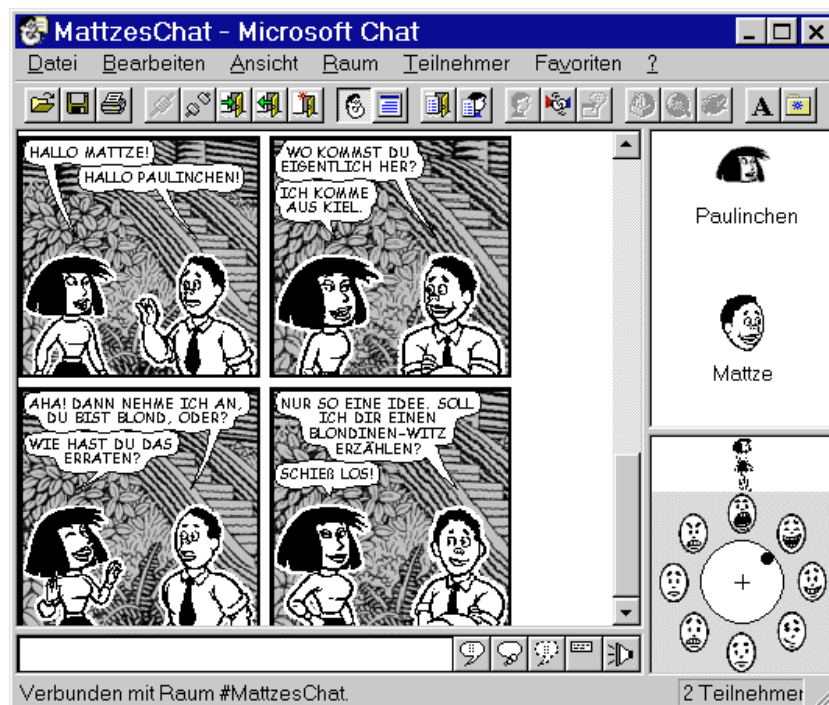 MattzesChat - Microsoft Chat
Datei Bearbeiten Ansicht Raum Teilnehmer Favoriten ?
A
HALLO MATTZE!
HALLO PAULINCHEN!
WO KOMMST DU
EIGENTLICH HER?
ICH KOMME
AUS KIEL.
AHA! DANN NEHME ICH AN,
DU BIST BLOND, ODER?
WIE HAST DU DAS
ERRATEN?
NUR SO EINE IDEE. SOLL
ICH DIR EINEN
BLONDINEN-WITZ
ERZÄHLEN?
SCHIEß LOS!
Paulinchen
Mattze
Verbunden mit Raum #MattzesChat.
2 Teilnehmer